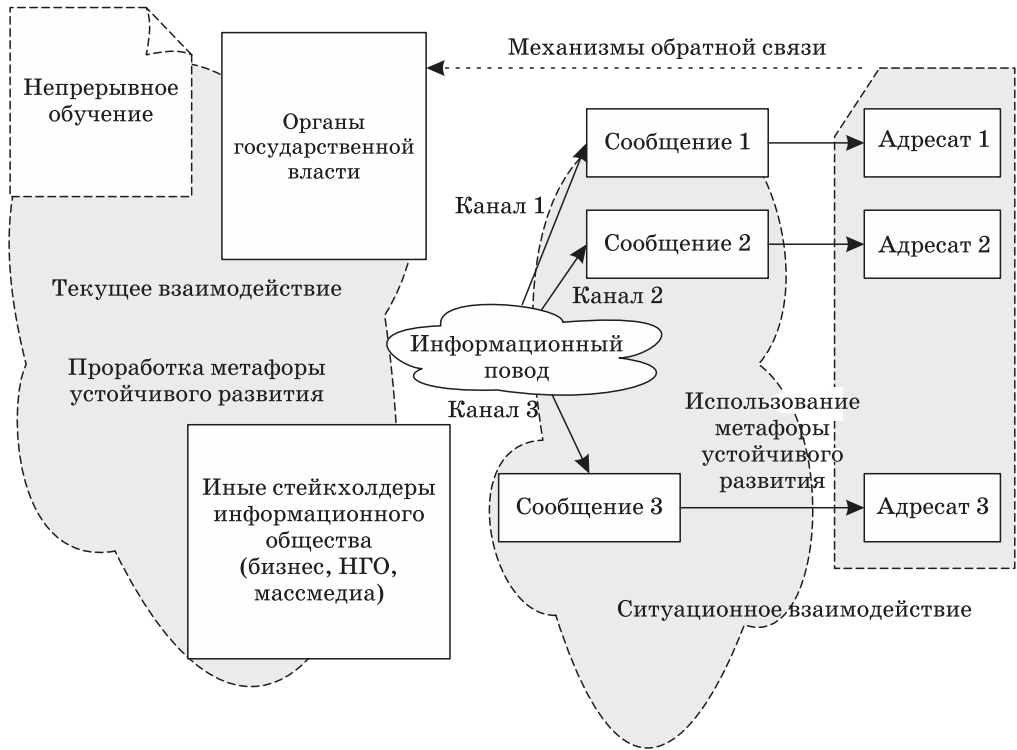 Механизмы обратной связи
Непрерывное
обучение
Органы
государственной
власти
Сообщение 1
Адресат 1
Канал 1
Сообщение 2
Адресат 2
Текущее взаимодействие
Канал 2
Информационный
повод
Проработка метафоры
устойчивого развития
Канал 3
Использование
метафоры
устойчивого
развития
Иные стейкхолдеры
информационного
общества
(бизнес, НГО,
массмедиа)
Сообщение 3
Адресат 3
Ситуационное взаимодействие